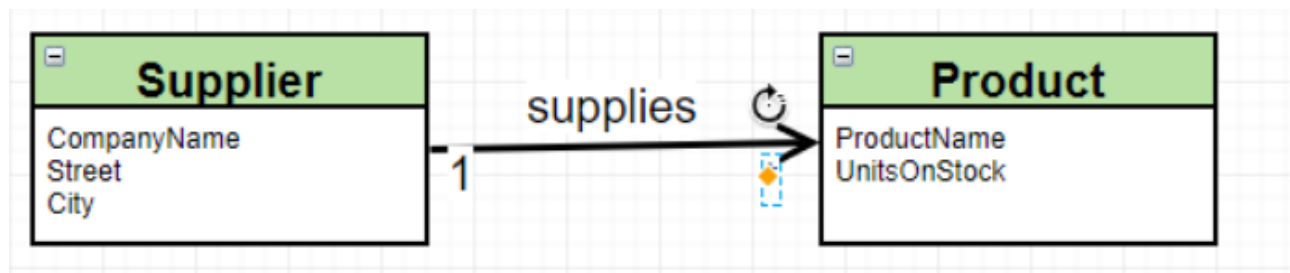 Supplier
CompanyName
Street
City
supplies
1
Product
ProductName
UnitsOnStock